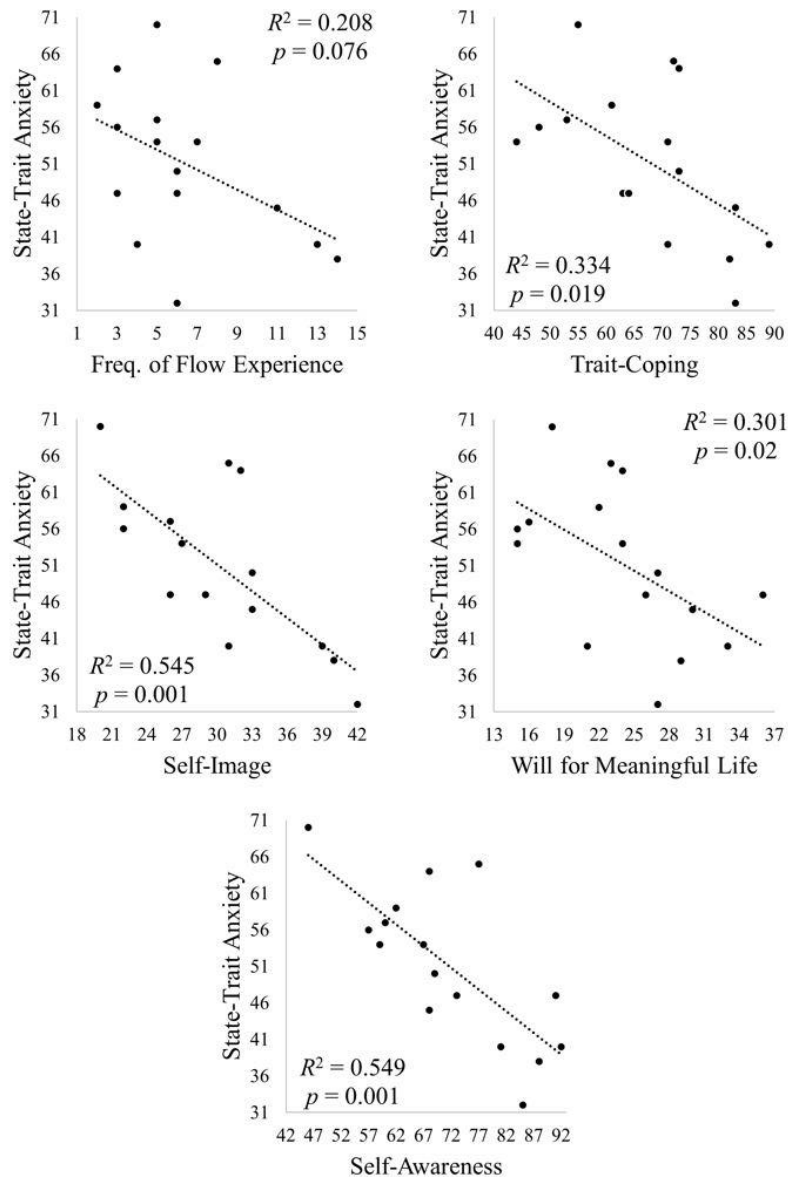 R² = 0.208
p = 0.076
State-Trait Anxiety
71
66
61
56
51
46
41
36
31
1 3 5 7 9 11 13 15
Freq. of Flow Experience
State-Trait Anxiety
71
66
61
56
51
46
41
36
31
R² = 0.334
p = 0.019
40 45 50 55 60 65 70 75 80 85 90
Trait-Coping
State-Trait Anxiety
71
66
61
56
51
46
41
36
31
R² = 0.545
p = 0.001
18 21 24 27 30 33 36 39 42
Self-Image
R² = 0.301
p = 0.02
State-Trait Anxiety
71
66
61
56
51
46
41
36
31
13 16 19 22 25 28 31 34 37
Will for Meaningful Life
State-Trait Anxiety
71
66
61
56
51
46
41
36
31
R² = 0.549
p = 0.001
42 47 52 57 62 67 72 77 82 87 92
Self-Awareness